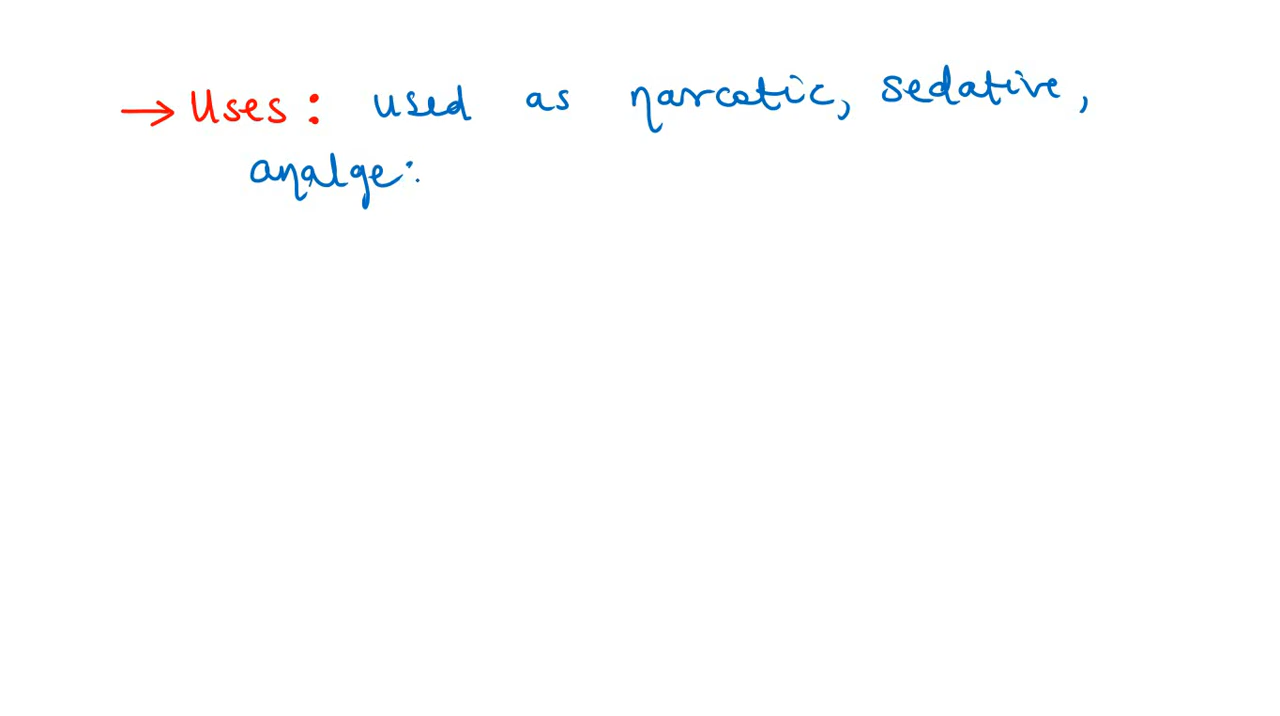 → Uses: used as narcotic, sedative,
analge